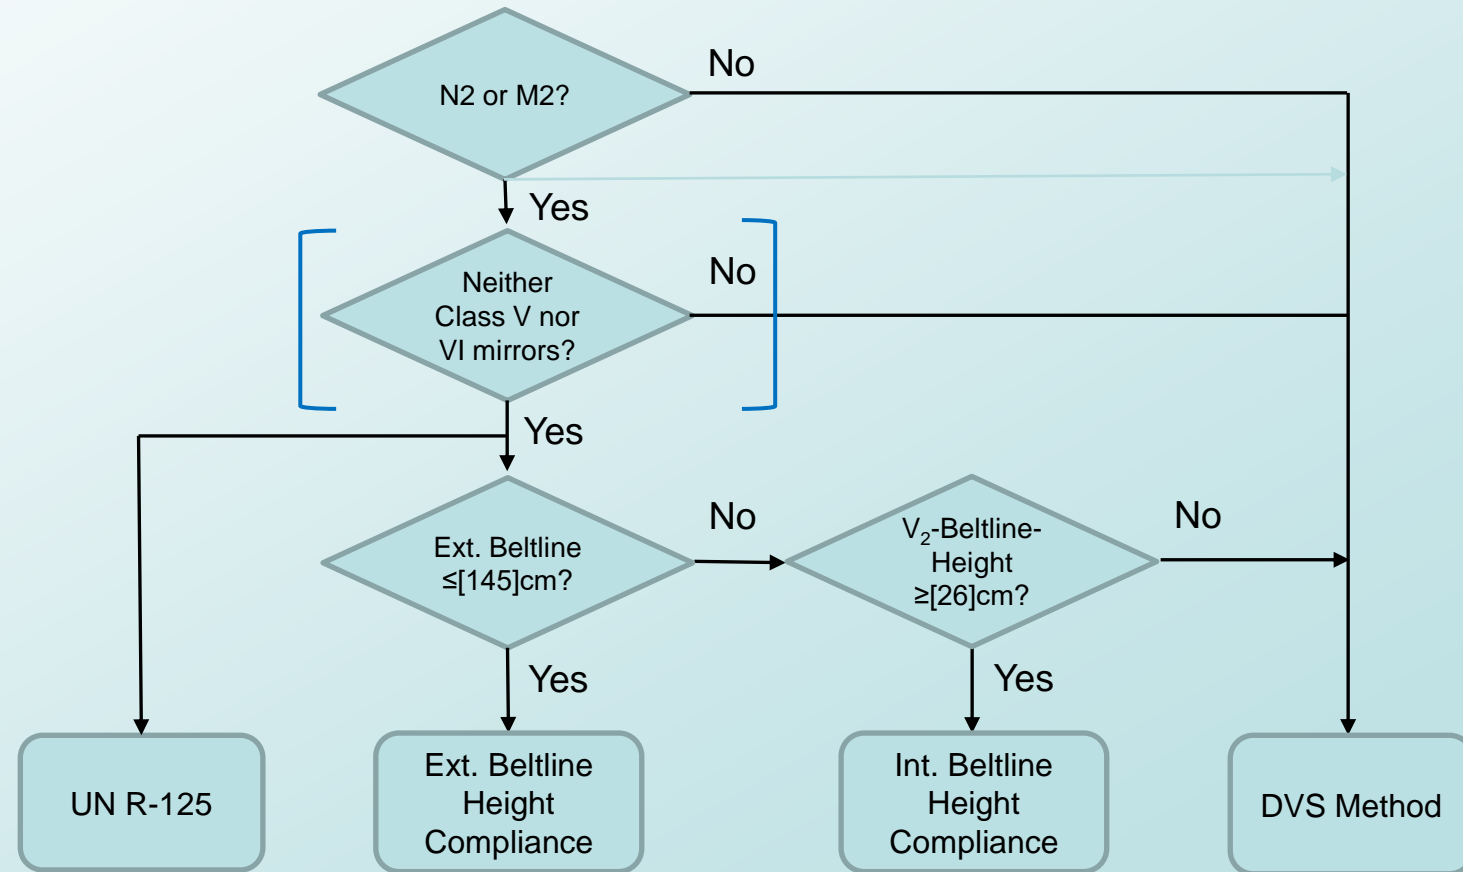 N2 or M2?
No
Yes
Neither
Class V nor
VI mirrors?
No
Yes
Ext. Beltline
≤[145]cm?
No
V₂-Beltline-
Height
≥[26]cm?
No
Yes
Yes
UN R-125
Ext. Beltline
Height
Compliance
Int. Beltline
Height
Compliance
DVS Method